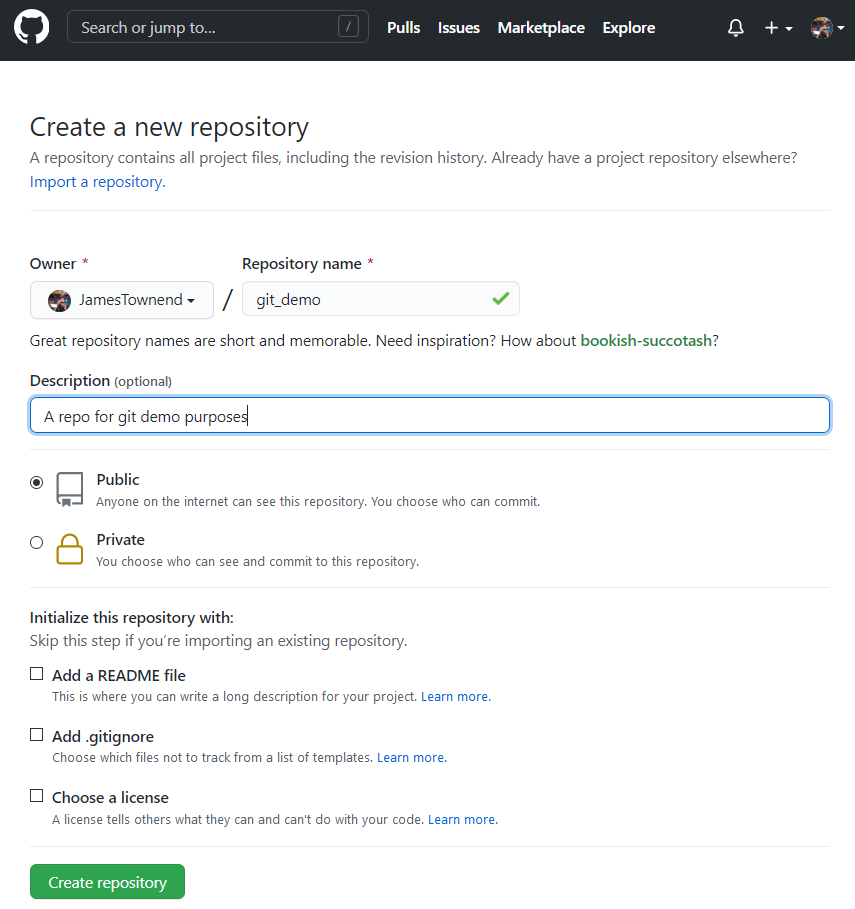 Search or jump to... / Pulls Issues Marketplace Explore
Create a new repository
A repository contains all project files, including the revision history. Already have a project repository elsewhere?
Import a repository.
Owner * Repository name *
JamesTownend / git_demo
Great repository names are short and memorable. Need inspiration? How about bookish-succotash?
Description (optional)
A repo for git demo purposes
Public
Anyone on the internet can see this repository. You choose who can commit.
Private
You choose who can see and commit to this repository.
Initialize this repository with:
Skip this step if you’re importing an existing repository.
Add a README file
This is where you can write a long description for your project. Learn more.
Add .gitignore
Choose which files not to track from a list of templates. Learn more.
Choose a license
A license tells others what they can and can't do with your code. Learn more.
Create repository